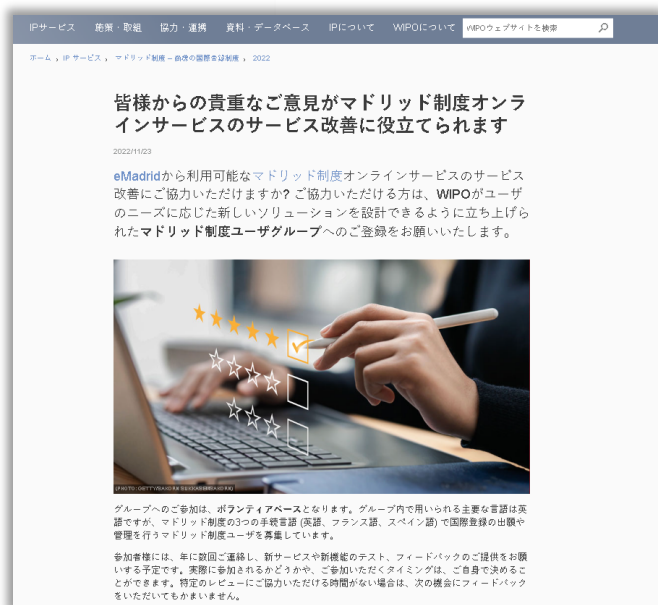 IPサービス 施策・取組 協力・連携 資料・データベース IPについて WIPOについて WIPOウェブサイトを検索
ホーム › IP サービス › マドリッド制度 – 商標の国際登録制度 › 2022
皆様からの貴重なご意見がマドリッド制度オンラ
インサービスのサービス改善に役立てられます
2022/11/23
eMadridから利用可能なマドリッド制度オンラインサービスのサービス
改善にご協力いただけますか? ご協力いただける方は、WIPOがユーザ
のニーズに応じた新しいソリューションを設計できるように立ち上げら
れたマドリッド制度ユーザグループへのご登録をお願いいたします。
グループへのご参加は、ボランティアベースとなります。グループ内で用いられる主要な言語は英
語ですが、マドリッド制度の3つの手続言語 (英語、フランス語、スペイン語) で国際登録の出願や
管理を行うマドリッド制度ユーザを募集しています。
参加者様には、年に数回ご連絡し、新サービスや新機能のテスト、フィードバックのご提供をお願
いする予定です。実際に参加されるかどうかや、ご参加いただくタイミングは、ご自身で決めるこ
とができます。特定のレビューにご協力いただける時間がない場合は、次の機会にフィードバック
をいただいてもかまいません。